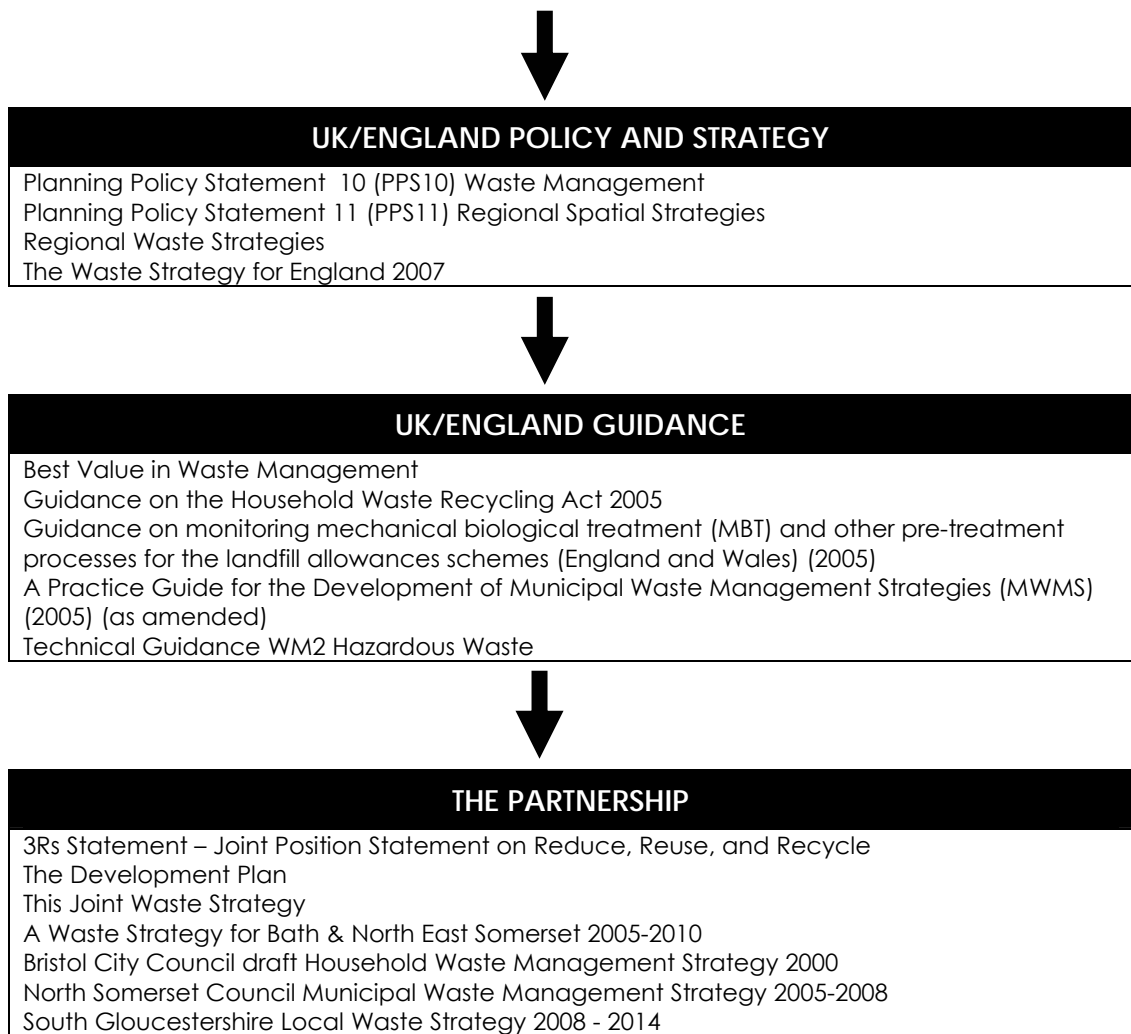 UK/ENGLAND POLICY AND STRATEGY
Planning Policy Statement  10 (PPS10) Waste Management
Planning Policy Statement 11 (PPS11) Regional Spatial Strategies
Regional Waste Strategies
The Waste Strategy for England 2007
UK/ENGLAND GUIDANCE
Best Value in Waste Management
Guidance on the Household Waste Recycling Act 2005
Guidance on monitoring mechanical biological treatment (MBT) and other pre-treatment
processes for the landfill allowances schemes (England and Wales) (2005)
A Practice Guide for the Development of Municipal Waste Management Strategies (MWMS)
(2005) (as amended)
Technical Guidance WM2 Hazardous Waste
THE PARTNERSHIP
3Rs Statement – Joint Position Statement on Reduce, Reuse, and Recycle
The Development Plan
This Joint Waste Strategy
A Waste Strategy for Bath & North East Somerset 2005-2010
Bristol City Council draft Household Waste Management Strategy 2000
North Somerset Council Municipal Waste Management Strategy 2005-2008
South Gloucestershire Local Waste Strategy 2008 - 2014